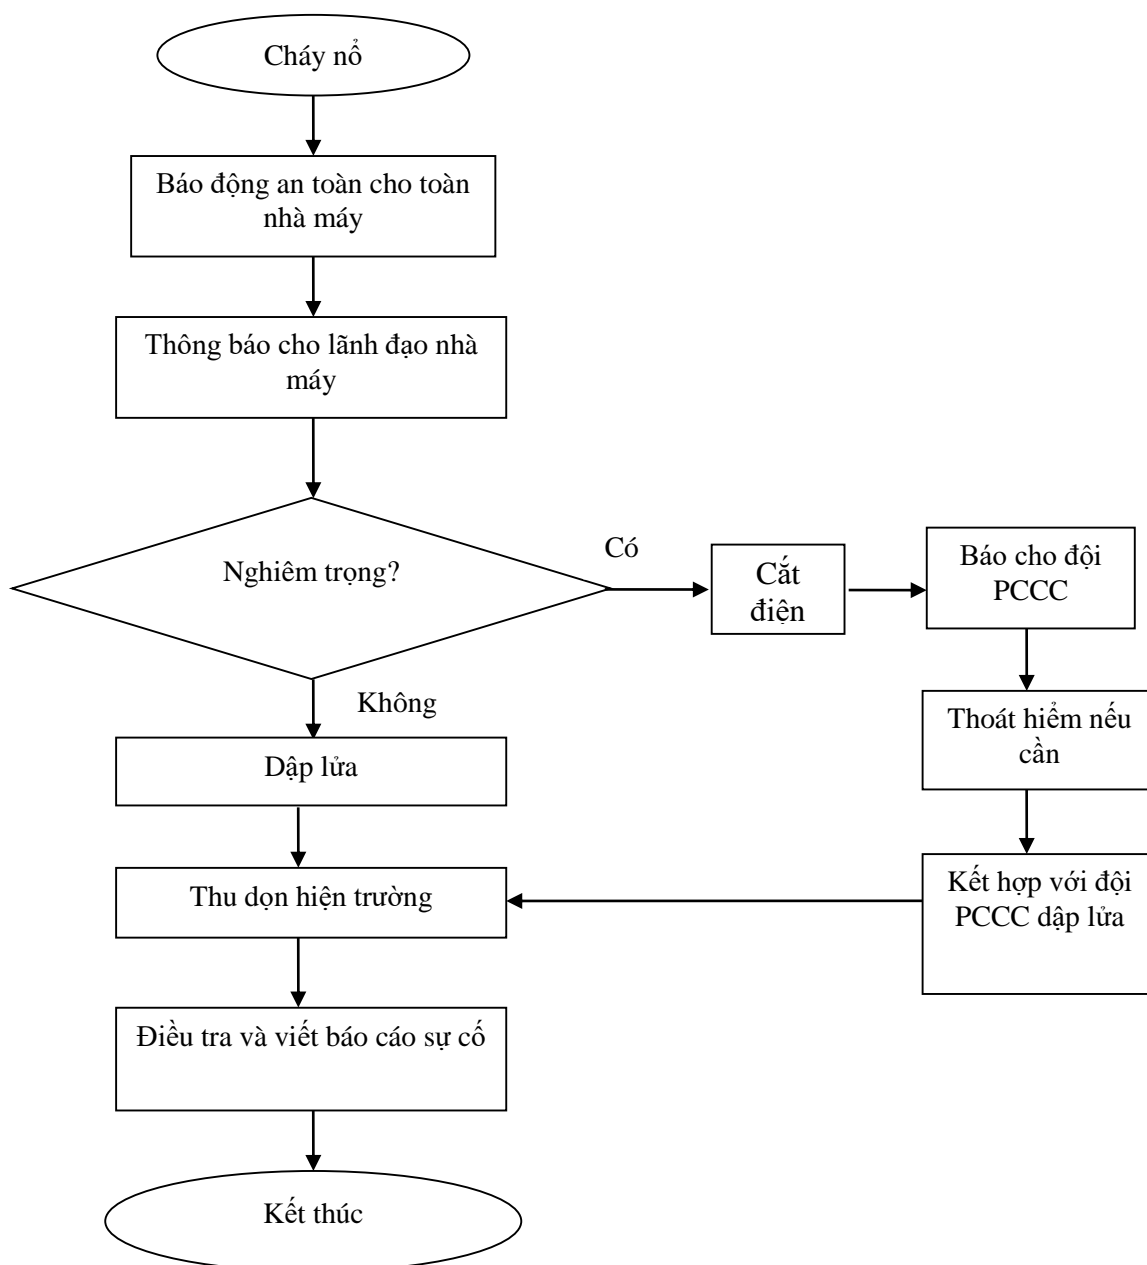 Cháy nổ
Báo động an toàn cho toàn
nhà máy
Thông báo cho lãnh đạo nhà
máy
Nghiêm trọng?
Có
Cắt
điện
Báo cho đội
PCCC
Không
Thoát hiểm nếu
cần
Dập lửa
Thu dọn hiện trường
Kết hợp với đội
PCCC dập lửa
Điều tra và viết báo cáo sự cố
Kết thúc